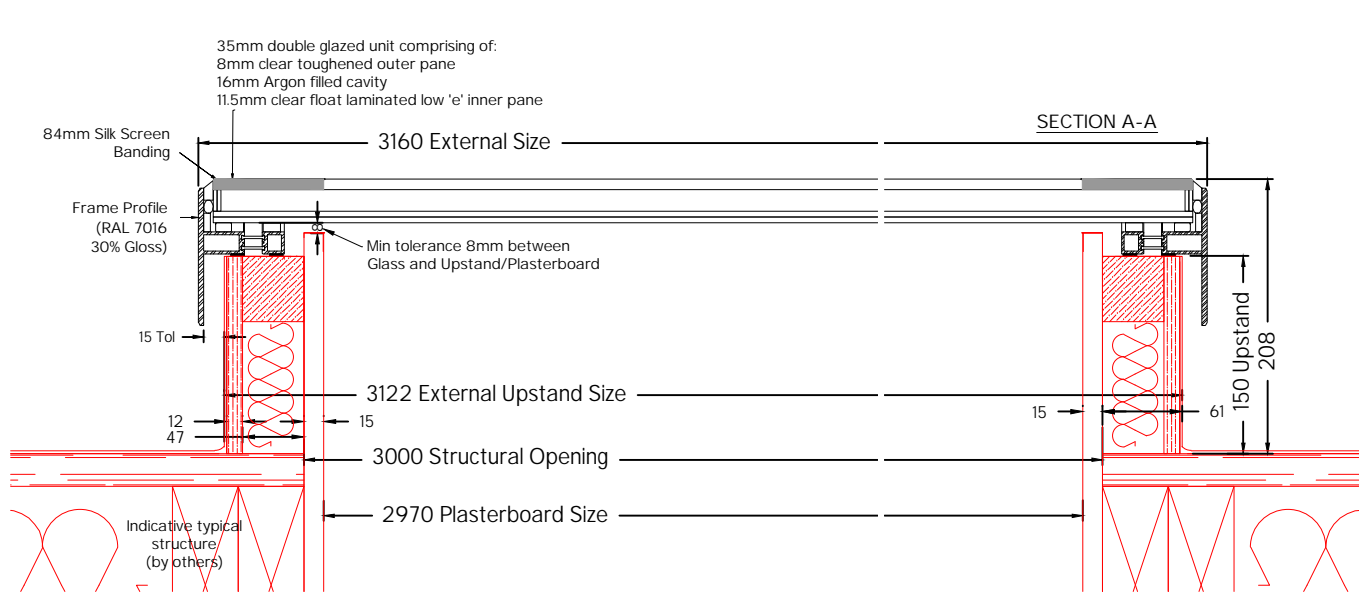 35mm double glazed unit comprising of:
8mm clear toughened outer pane
16mm Argon filled cavity
11.5mm clear float laminated low 'e' inner pane
SECTION A-A
84mm Silk Screen
Banding
3160 External Size
Frame Profile
(RAL 7016
30% Gloss)
8
Min tolerance 8mm between
Glass and Upstand/Plasterboard
15 Tol
150 Upstand
208
3122 External Upstand Size
12
15
15
61
47
3000 Structural Opening
2970 Plasterboard Size
Indicative typical
structure
(by others)